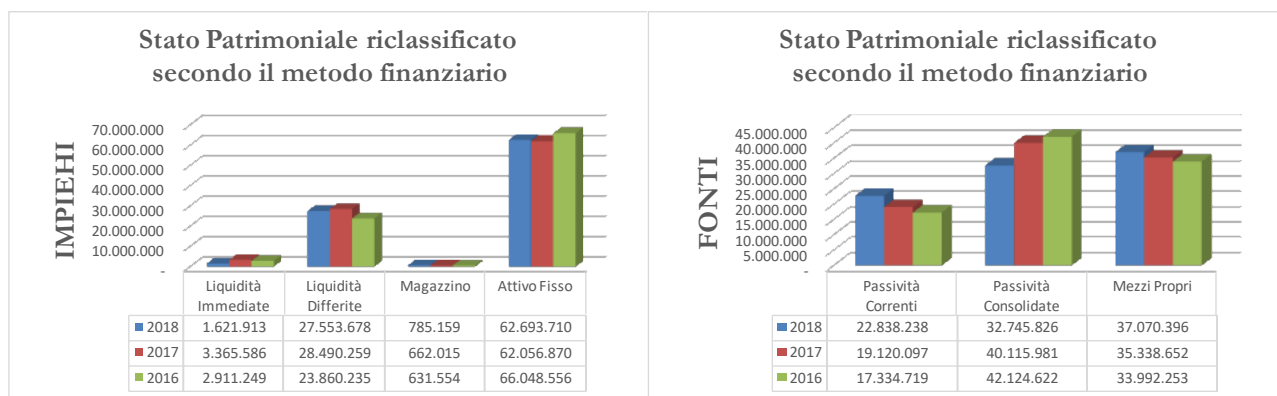 Stato Patrimoniale riclassificato
secondo il metodo finanziario
IMPIEHI
70.000.000
60.000.000
50.000.000
40.000.000
30.000.000
20.000.000
10.000.000
-
Liquidità Immediate Liquidità Differite Magazzino Attivo Fisso
2018 1.621.913 27.553.678 785.159 62.693.710
2017 3.365.586 28.490.259 662.015 62.056.870
2016 2.911.249 23.860.235 631.554 66.048.556
Stato Patrimoniale riclassificato
secondo il metodo finanziario
FONTI
45.000.000
40.000.000
35.000.000
30.000.000
25.000.000
20.000.000
15.000.000
10.000.000
5.000.000
-
Passività Correnti Passività Consolidate Mezzi Propri
2018 22.838.238 32.745.826 37.070.396
2017 19.120.097 40.115.981 35.338.652
2016 17.334.719 42.124.622 33.992.253